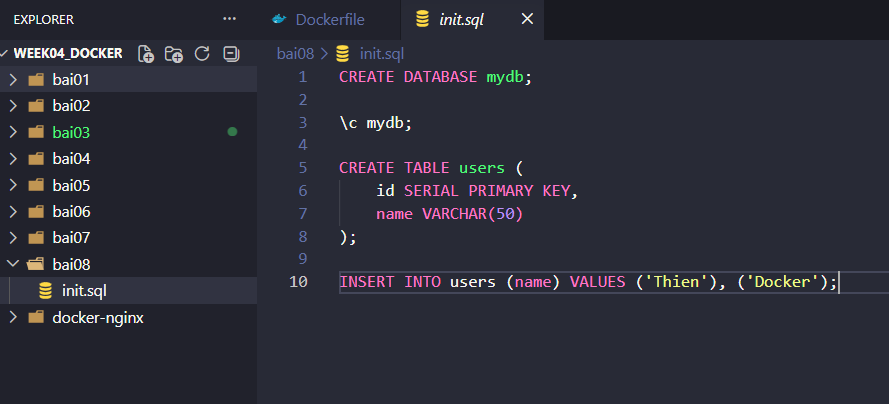 EXPLORER
...
Dockerfile
init.sql
WEEK04_DOCKER
bai01
bai02
bai03
bai04
bai05
bai06
bai07
bai08
init.sql
docker-nginx
bai08 > init.sql
1 CREATE DATABASE mydb;
2
3 \c mydb;
4
5 CREATE TABLE users (
6 id SERIAL PRIMARY KEY,
7 name VARCHAR(50)
8 );
9
10 INSERT INTO users (name) VALUES ('Thien'), ('Docker');